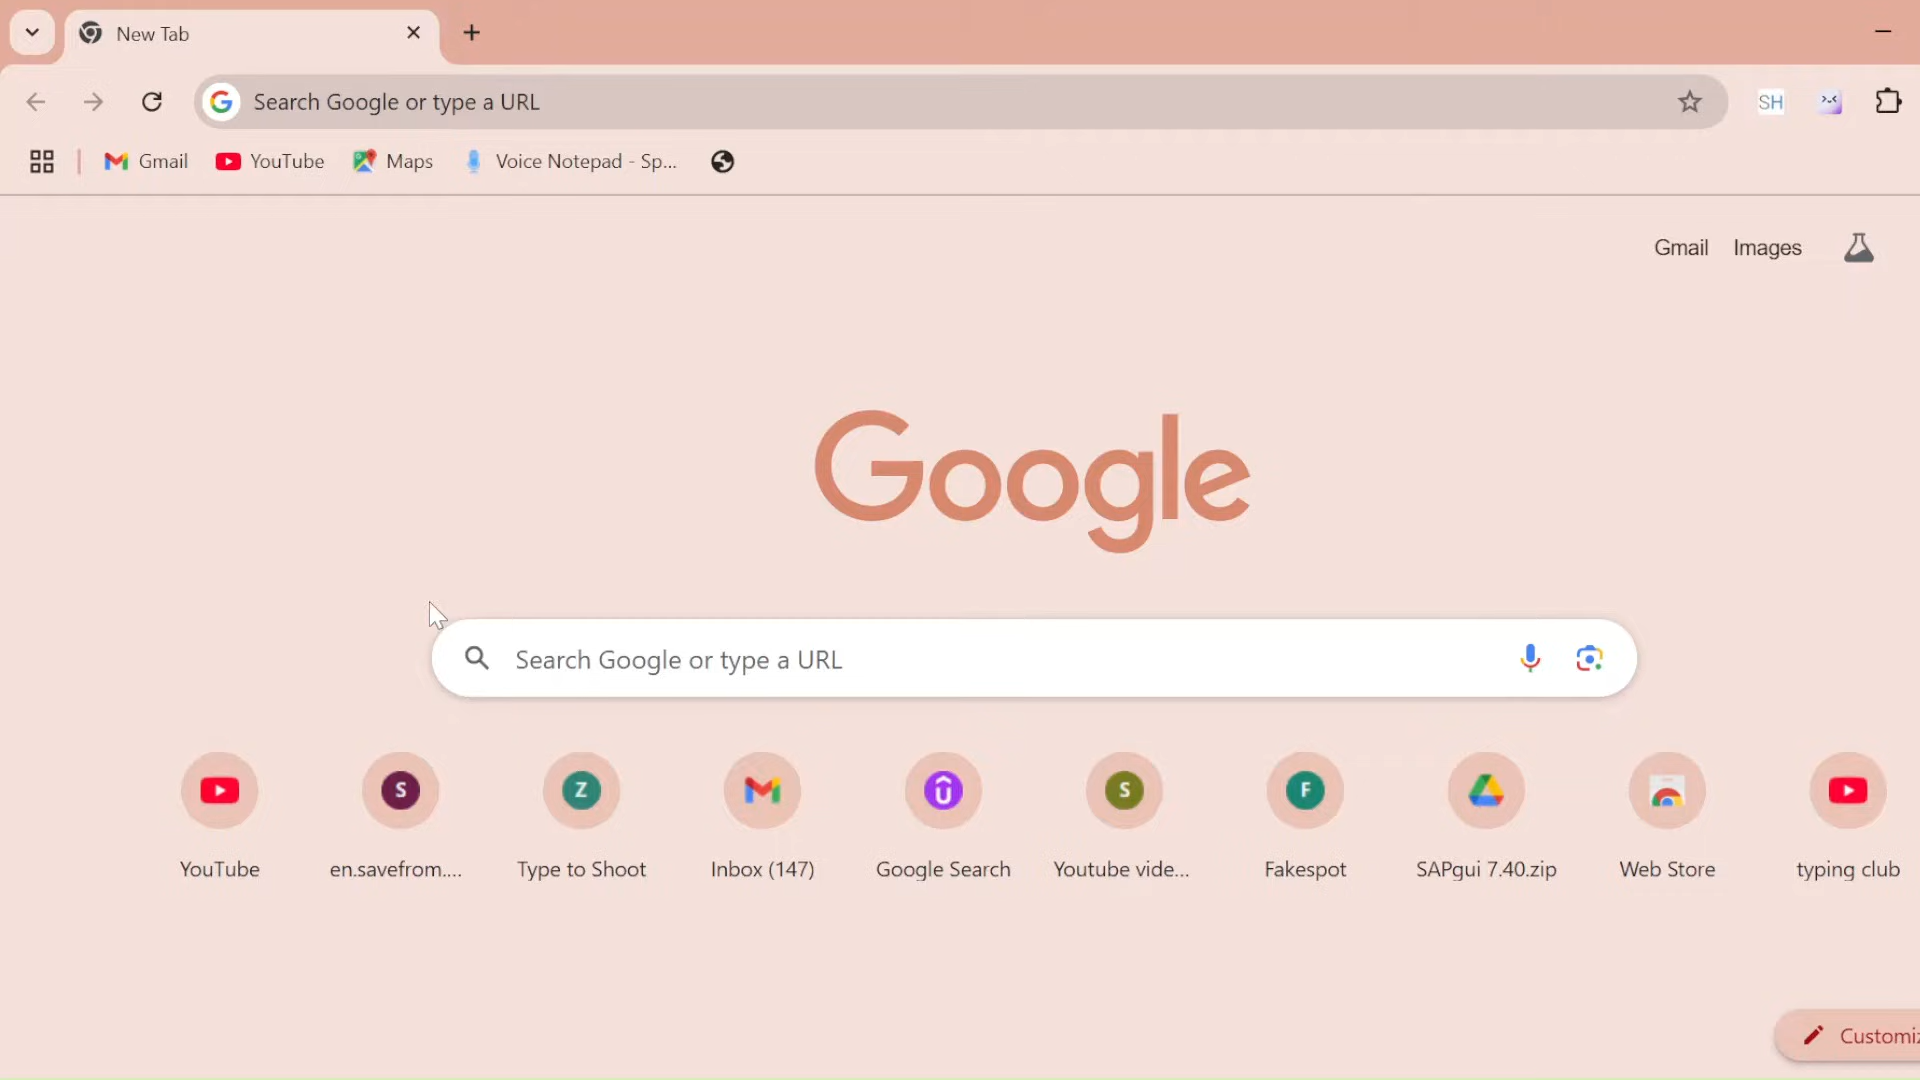 New Tab
Search Google or type a URL
SH
Gmail YouTube Maps Voice Notepad - Sp...
Gmail Images
Google
Search Google or type a URL
S Z S F
YouTube en.savefrom.... Type to Shoot Inbox (147) Google Search Youtube vide... Fakespot SAPgui 7.40.zip Web Store typing club
Customiz